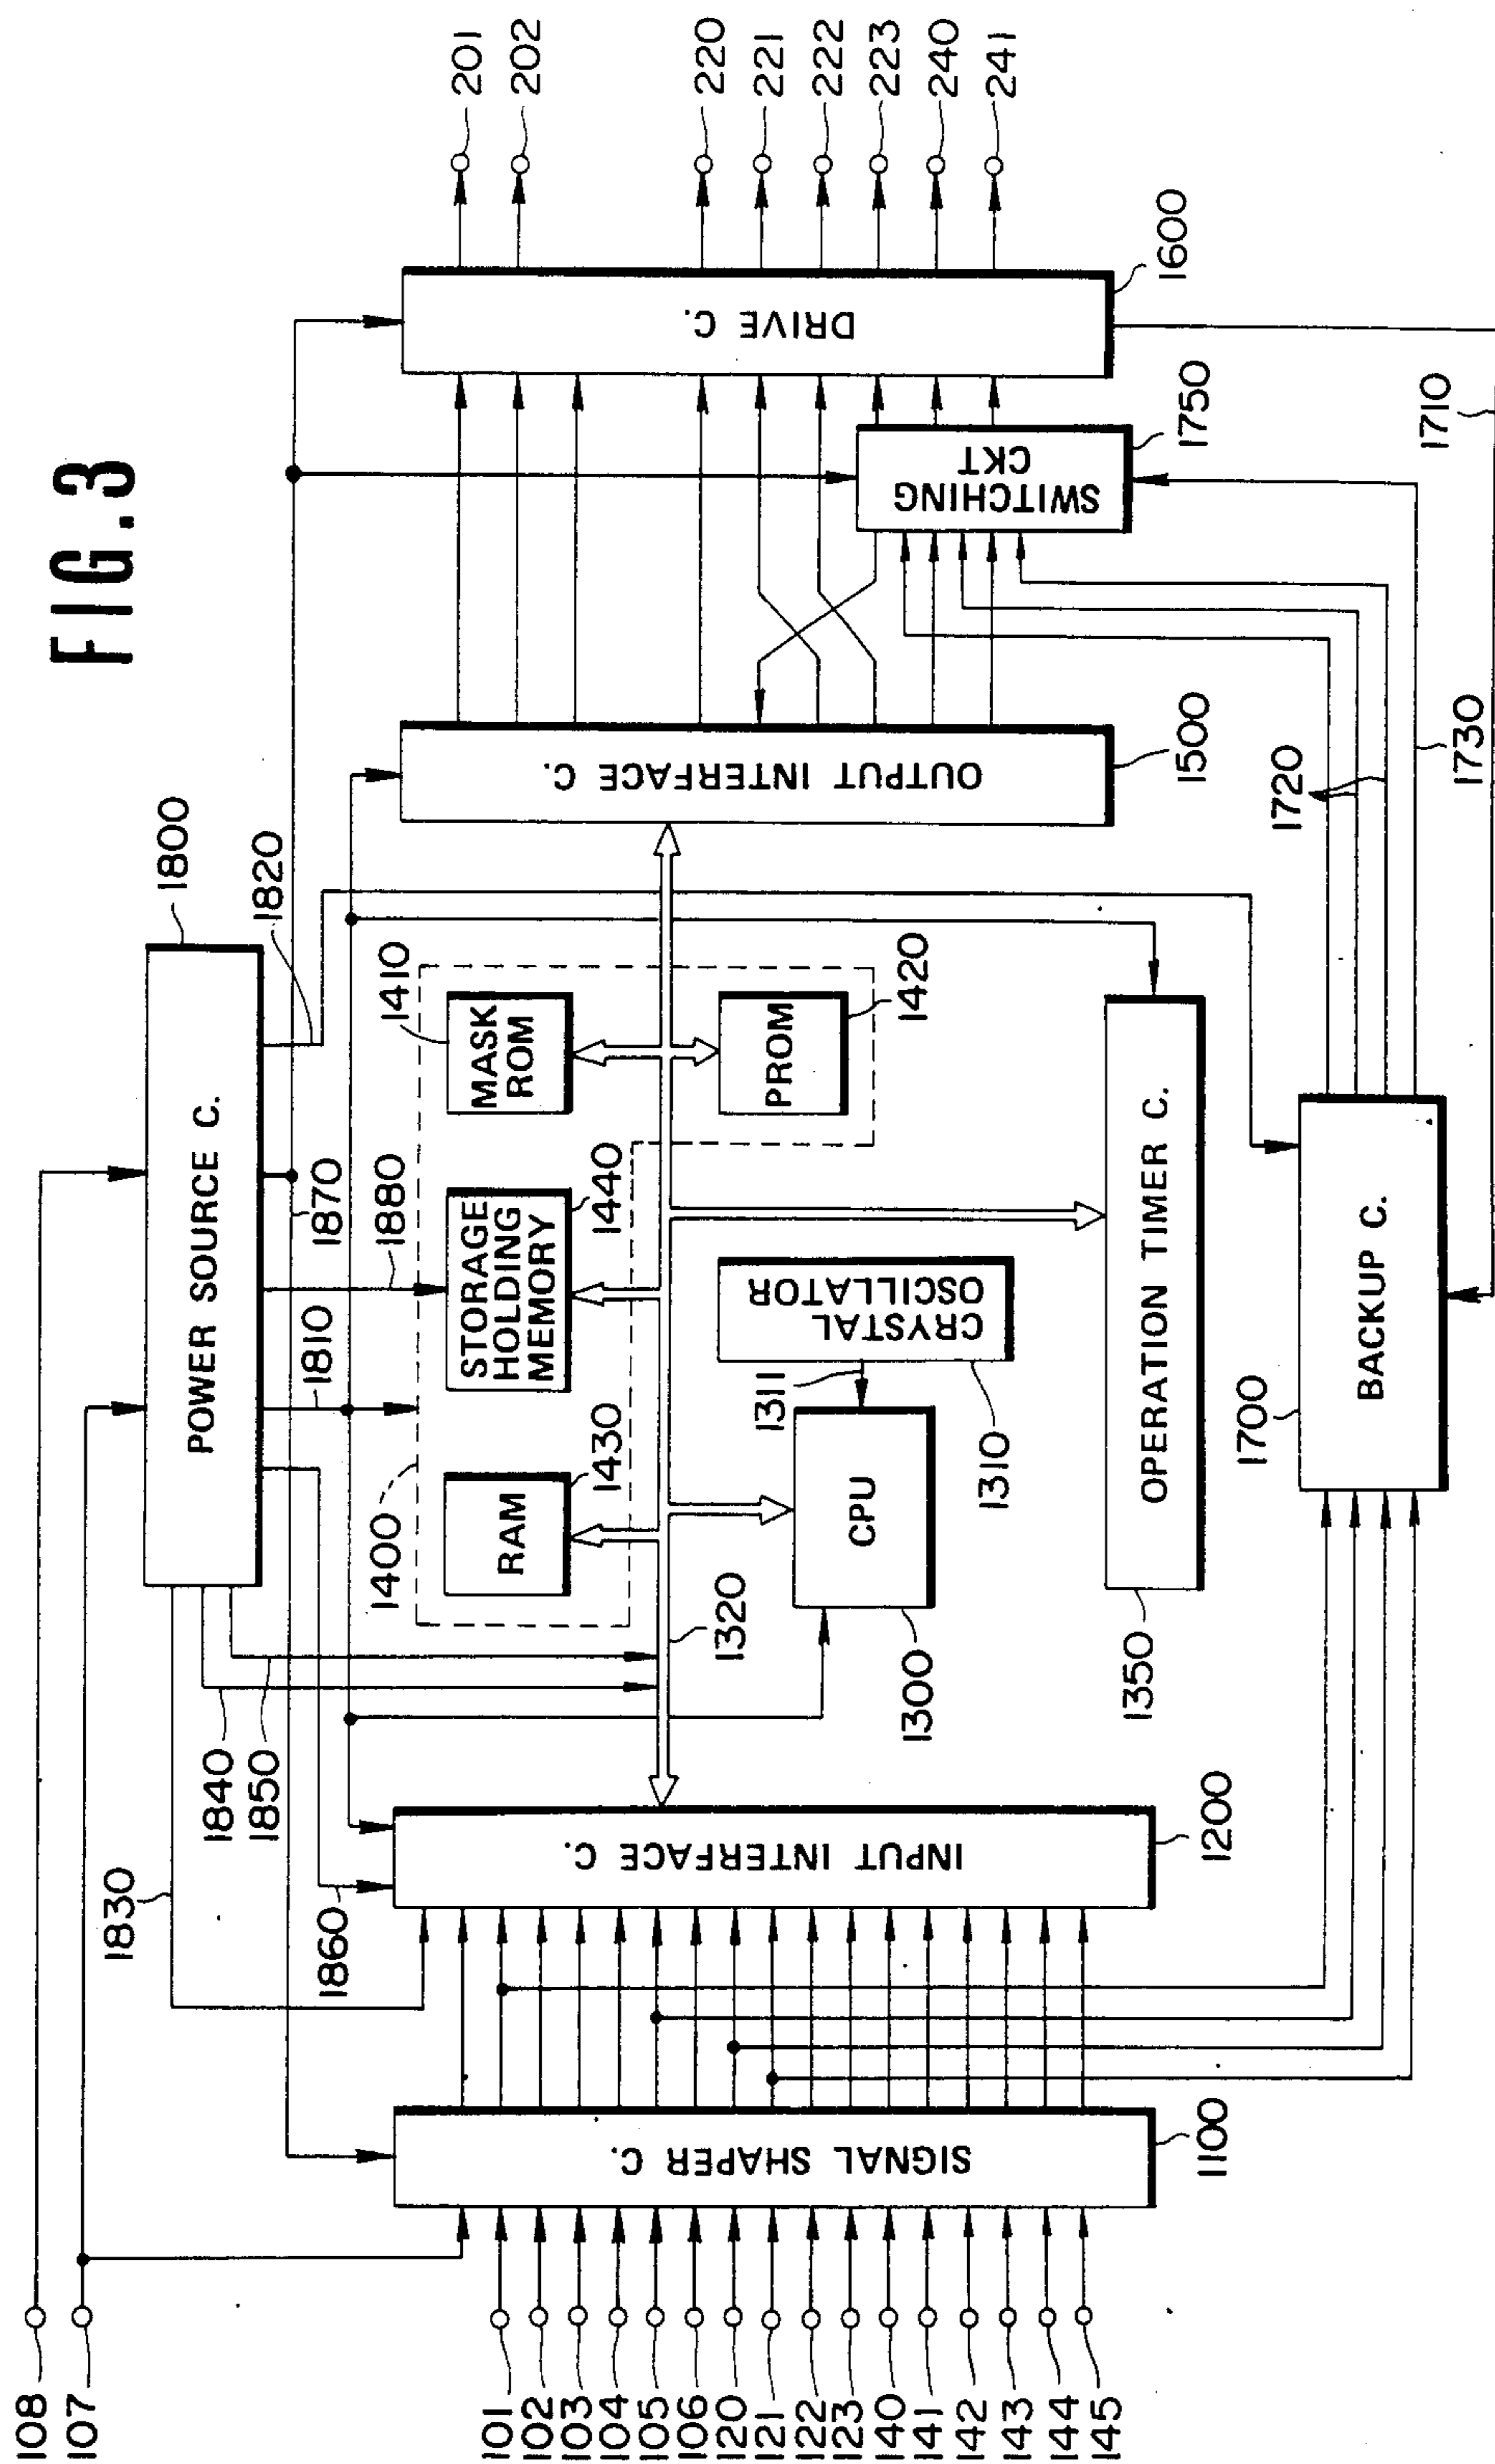 FIG.3
108
107
101
102
103
104
105
106
120
121
122
123
140
141
142
143
144
145
SIGNAL SHAPER C.
1100
INPUT INTERFACE C.
1200
1830
1840
1850
1860
POWER SOURCE C.
1800
1820
1870
1880
1810
1400
RAM
1430
STORAGE
HOLDING
MEMORY
1440
MASK
ROM
1410
PROM
1420
1320
CPU
1300
1311
CRYSTAL
OSCILLATOR
1310
OPERATION TIMER C.
1350
BACKUP C.
1700
OUTPUT INTERFACE C.
1500
1720
1730
1710
SWITCHING
CKT
1750
DRIVE C.
1600
201
202
220
221
222
223
240
241